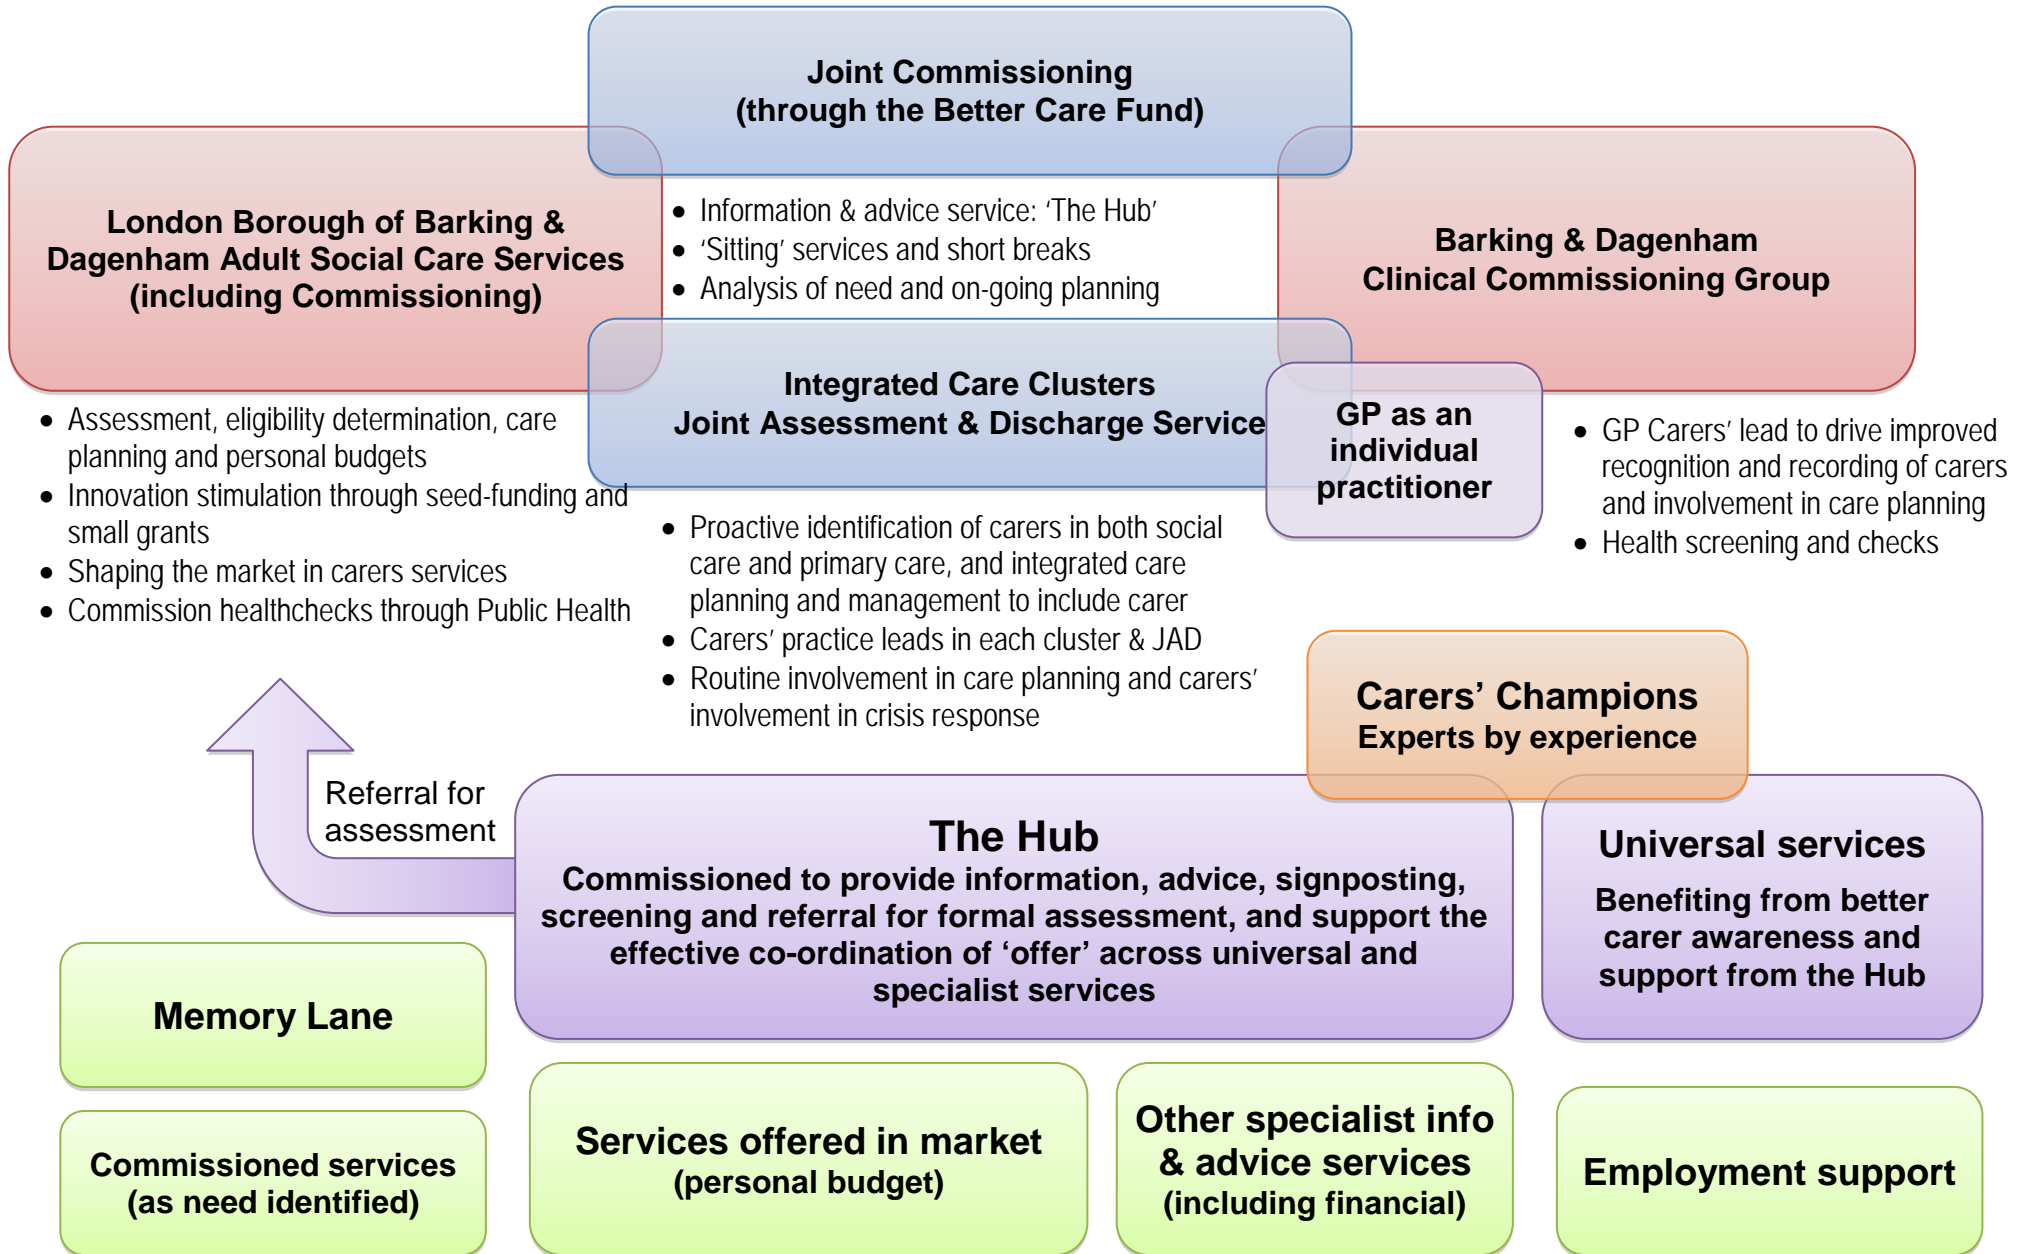 Joint Commissioning
(through the Better Care Fund)
London Borough of Barking &
Dagenham Adult Social Care Services
(including Commissioning)
• Information & advice service: ‘The Hub’
• ‘Sitting’ services and short breaks
• Analysis of need and on-going planning
Barking & Dagenham
Clinical Commissioning Group
Integrated Care Clusters
Joint Assessment & Discharge Service
GP as an
individual
practitioner
• Assessment, eligibility determination, care
planning and personal budgets
• Innovation stimulation through seed-funding and
small grants
• Shaping the market in carers services
• Commission healthchecks through Public Health
• Proactive identification of carers in both social
care and primary care, and integrated care
planning and management to include carer
• Carers’ practice leads in each cluster & JAD
• Routine involvement in care planning and carers’
involvement in crisis response
• GP Carers’ lead to drive improved
recognition and recording of carers
and involvement in care planning
• Health screening and checks
Carers’ Champions
Experts by experience
Referral for
assessment
The Hub
Commissioned to provide information, advice, signposting,
screening and referral for formal assessment, and support the
effective co-ordination of ‘offer’ across universal and
specialist services
Universal services
Benefiting from better
carer awareness and
support from the Hub
Memory Lane
Commissioned services
(as need identified)
Services offered in market
(personal budget)
Other specialist info
& advice services
(including financial)
Employment support